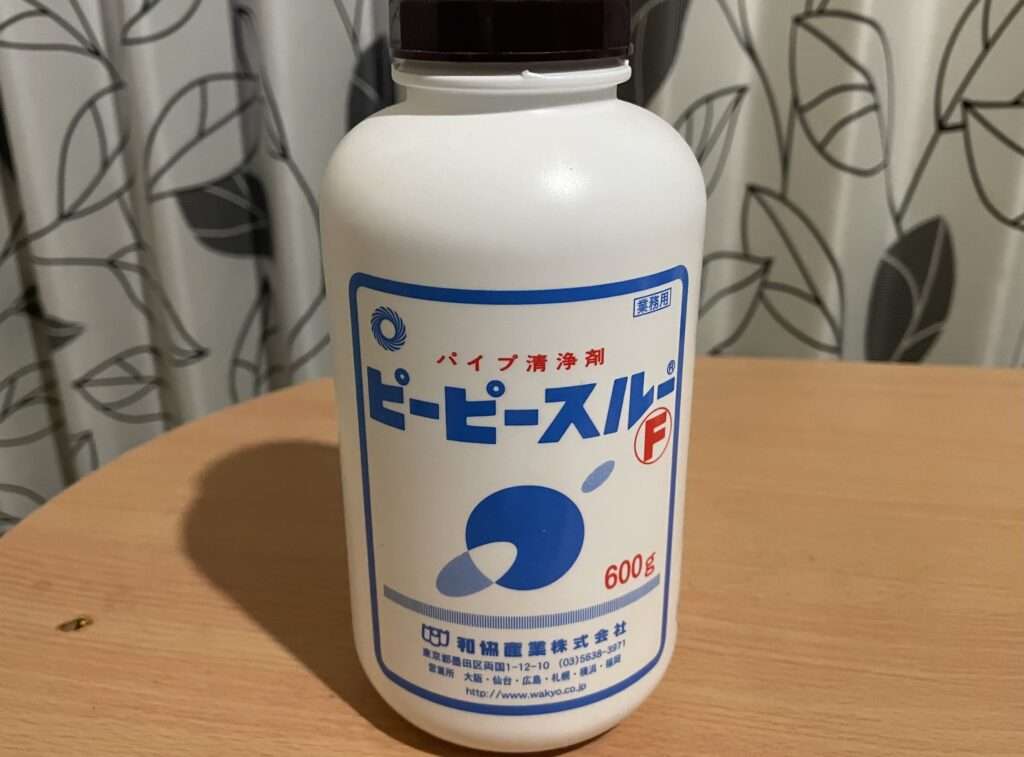 業務用
パイプ清浄剤
ピーピースルー®
F
600g
和協産業株式会社
東京都墨田区両国1-12-10 (03)5638-3971
営業所 大阪・仙台・広島・札幌・横浜・福岡
http://www.wakyo.co.jp